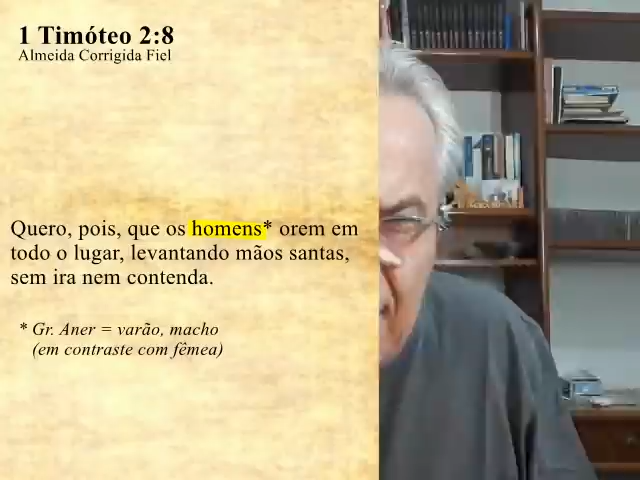 1 Timóteo 2:8
Almeida Corrigida Fiel
Quero, pois, que os homens* orem em
todo o lugar, levantando mãos santas,
sem ira nem contenda.
* Gr. Aner = varão, macho
(em contraste com fêmea)